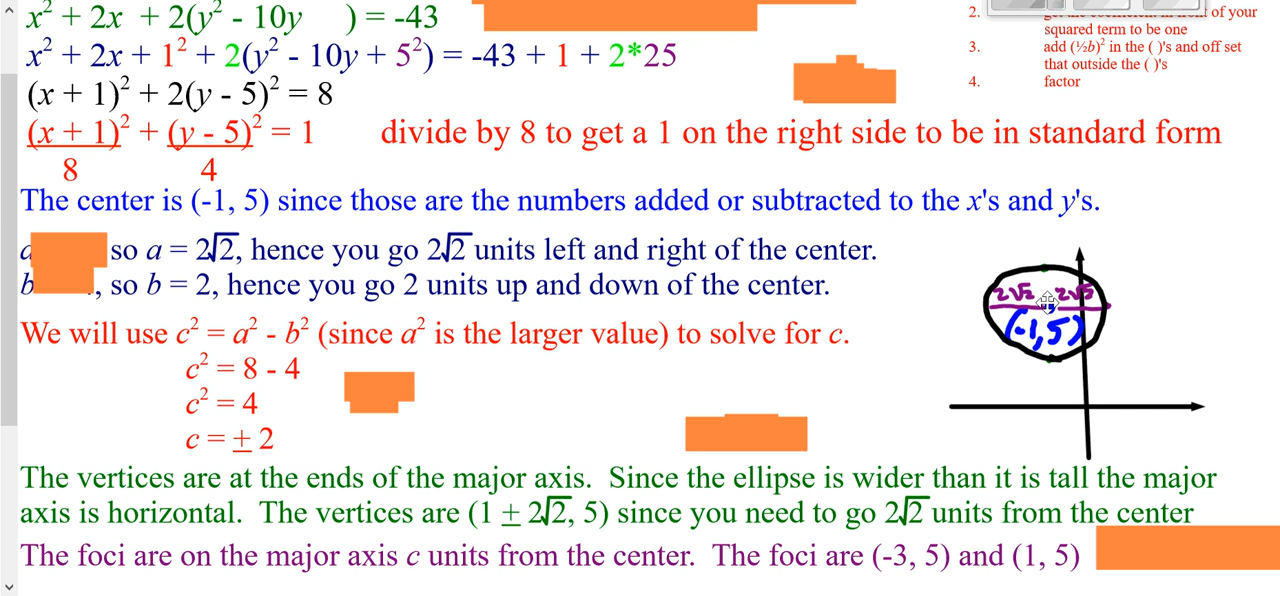 x² + 2x + 2(y² - 10y ) = -43
x² + 2x + 1² + 2(y² - 10y + 5²) = -43 + 1 + 2*25
(x + 1)² + 2(y - 5)² = 8
(x + 1)² + (y - 5)² = 1 divide by 8 to get a 1 on the right side to be in standard form
8 4
The center is (-1, 5) since those are the numbers added or subtracted to the x's and y's.
so a = 2√2, hence you go 2√2 units left and right of the center.
b , so b = 2, hence you go 2 units up and down of the center.
We will use c² = a² - b² (since a² is the larger value) to solve for c.
c² = 8 - 4
c² = 4
c = ± 2
The vertices are at the ends of the major axis. Since the ellipse is wider than it is tall the major
axis is horizontal. The vertices are (1 ± 2√2, 5) since you need to go 2√2 units from the center
The foci are on the major axis c units from the center. The foci are (-3, 5) and (1, 5)
2. of your
squared term to be one
3. add (½b)² in the ( )'s and off set
that outside the ( )'s
4. factor
2√2 2√5
(-1,5)